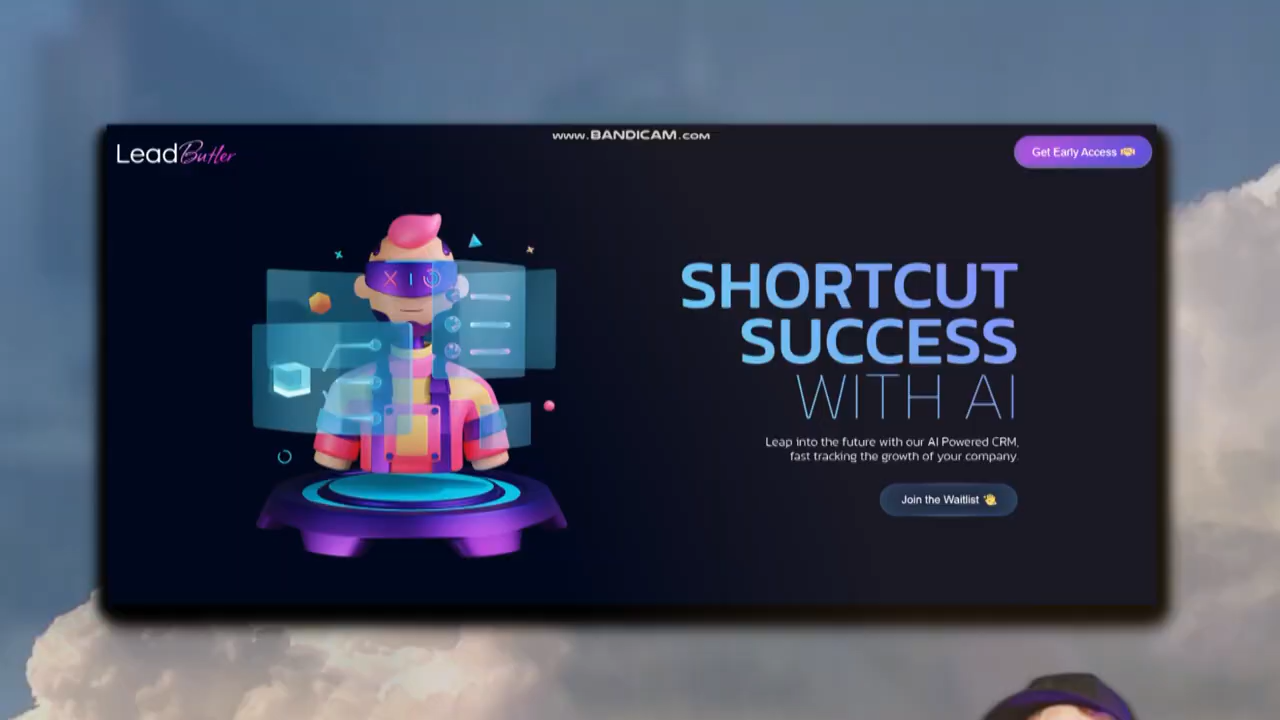 www.BANDICAM.com
LeadButler
Get Early Access
SHORTCUT
SUCCESS
WITH AI
Leap into the future with our AI Powered CRM,
fast tracking the growth of your company.
Join the Waitlist